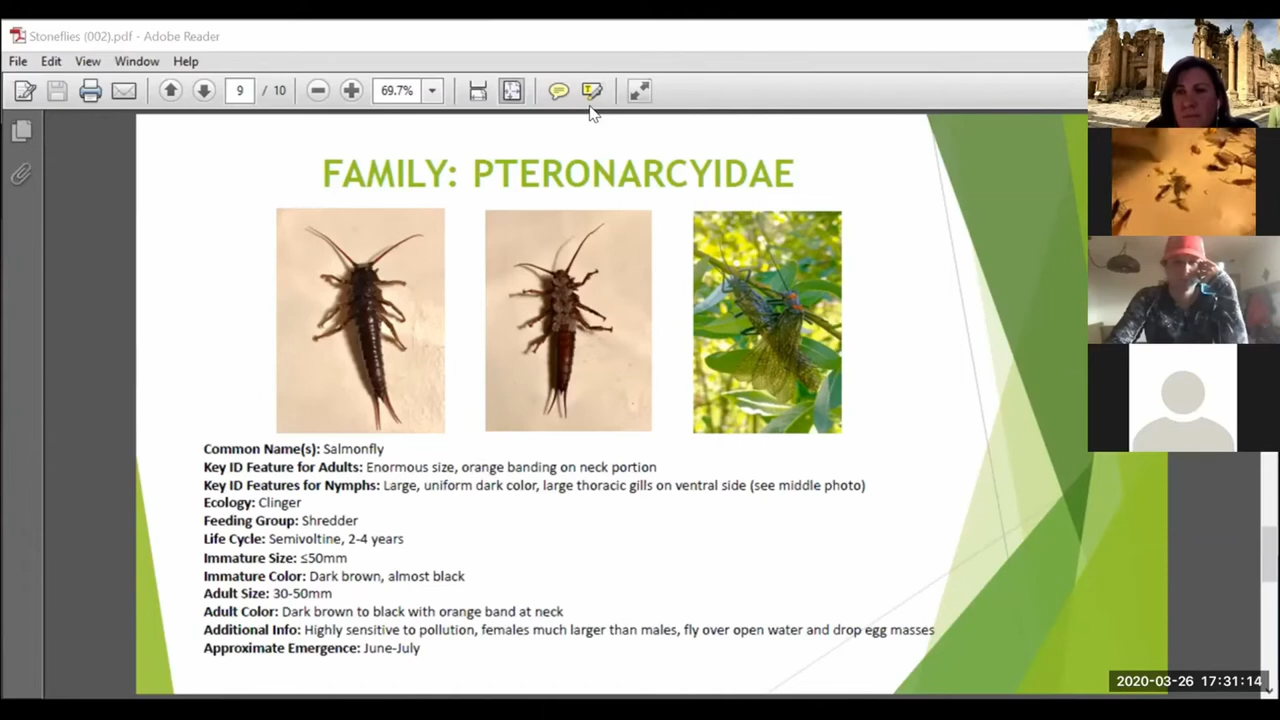 Stoneflies (002).pdf - Adobe Reader
File Edit View Window Help
9 / 10 69.7%
FAMILY: PTERONARCYIDAE
Common Name(s): Salmonfly
Key ID Feature for Adults: Enormous size, orange banding on neck portion
Key ID Features for Nymphs: Large, uniform dark color, large thoracic gills on ventral side (see middle photo)
Ecology: Clinger
Feeding Group: Shredder
Life Cycle: Semivoltine, 2-4 years
Immature Size: ≤50mm
Immature Color: Dark brown, almost black
Adult Size: 30-50mm
Adult Color: Dark brown to black with orange band at neck
Additional Info: Highly sensitive to pollution, females much larger than males, fly over open water and drop egg masses
Approximate Emergence: June-July
2020-03-26 17:31:14